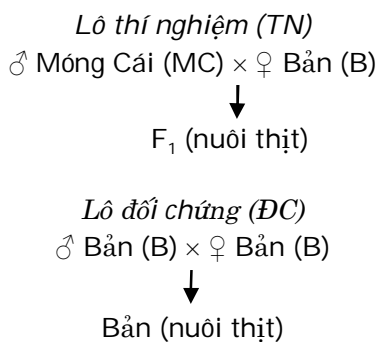 Lô thí nghiệm (TN)
♂ Móng Cái (MC) × ♀ Bản (B)
F₁ (nuôi thịt)
Lô đối chứng (ĐC)
♂ Bản (B) × ♀ Bản (B)
Bản (nuôi thịt)